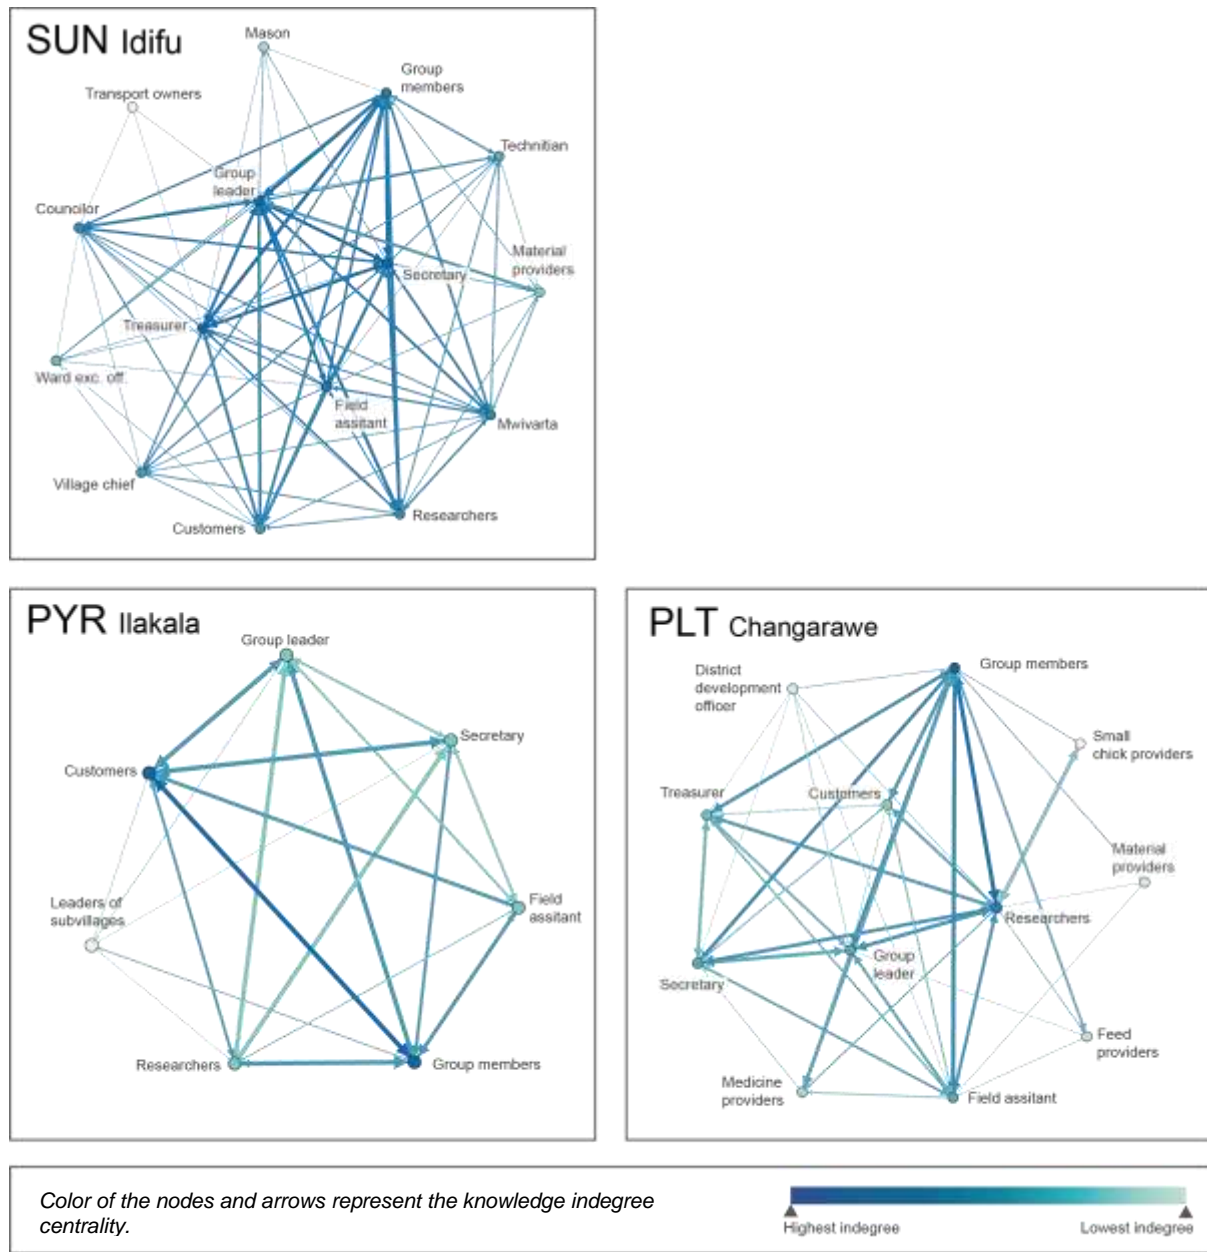 SUN Idifu
Mason
Group
members
Transport owners
Technitian
Group
leader
Councilor
Material
providers
Secretary
Treasurer
Ward exc. off.
Field
assitant
Mwivarta
Village chief
Customers
Researchers
PYR Ilakala
Group leader
Secretary
Customers
Leaders of
subvillages
Field
assitant
Researchers
Group members
PLT Changarawe
Group members
District
development
officer
Small
chick providers
Treasurer
Customers
Material
providers
Researchers
Group
leader
Secretary
Feed
providers
Medicine
providers
Field assitant
Color of the nodes and arrows represent the knowledge indegree
centrality.
Highest indegree
Lowest indegree